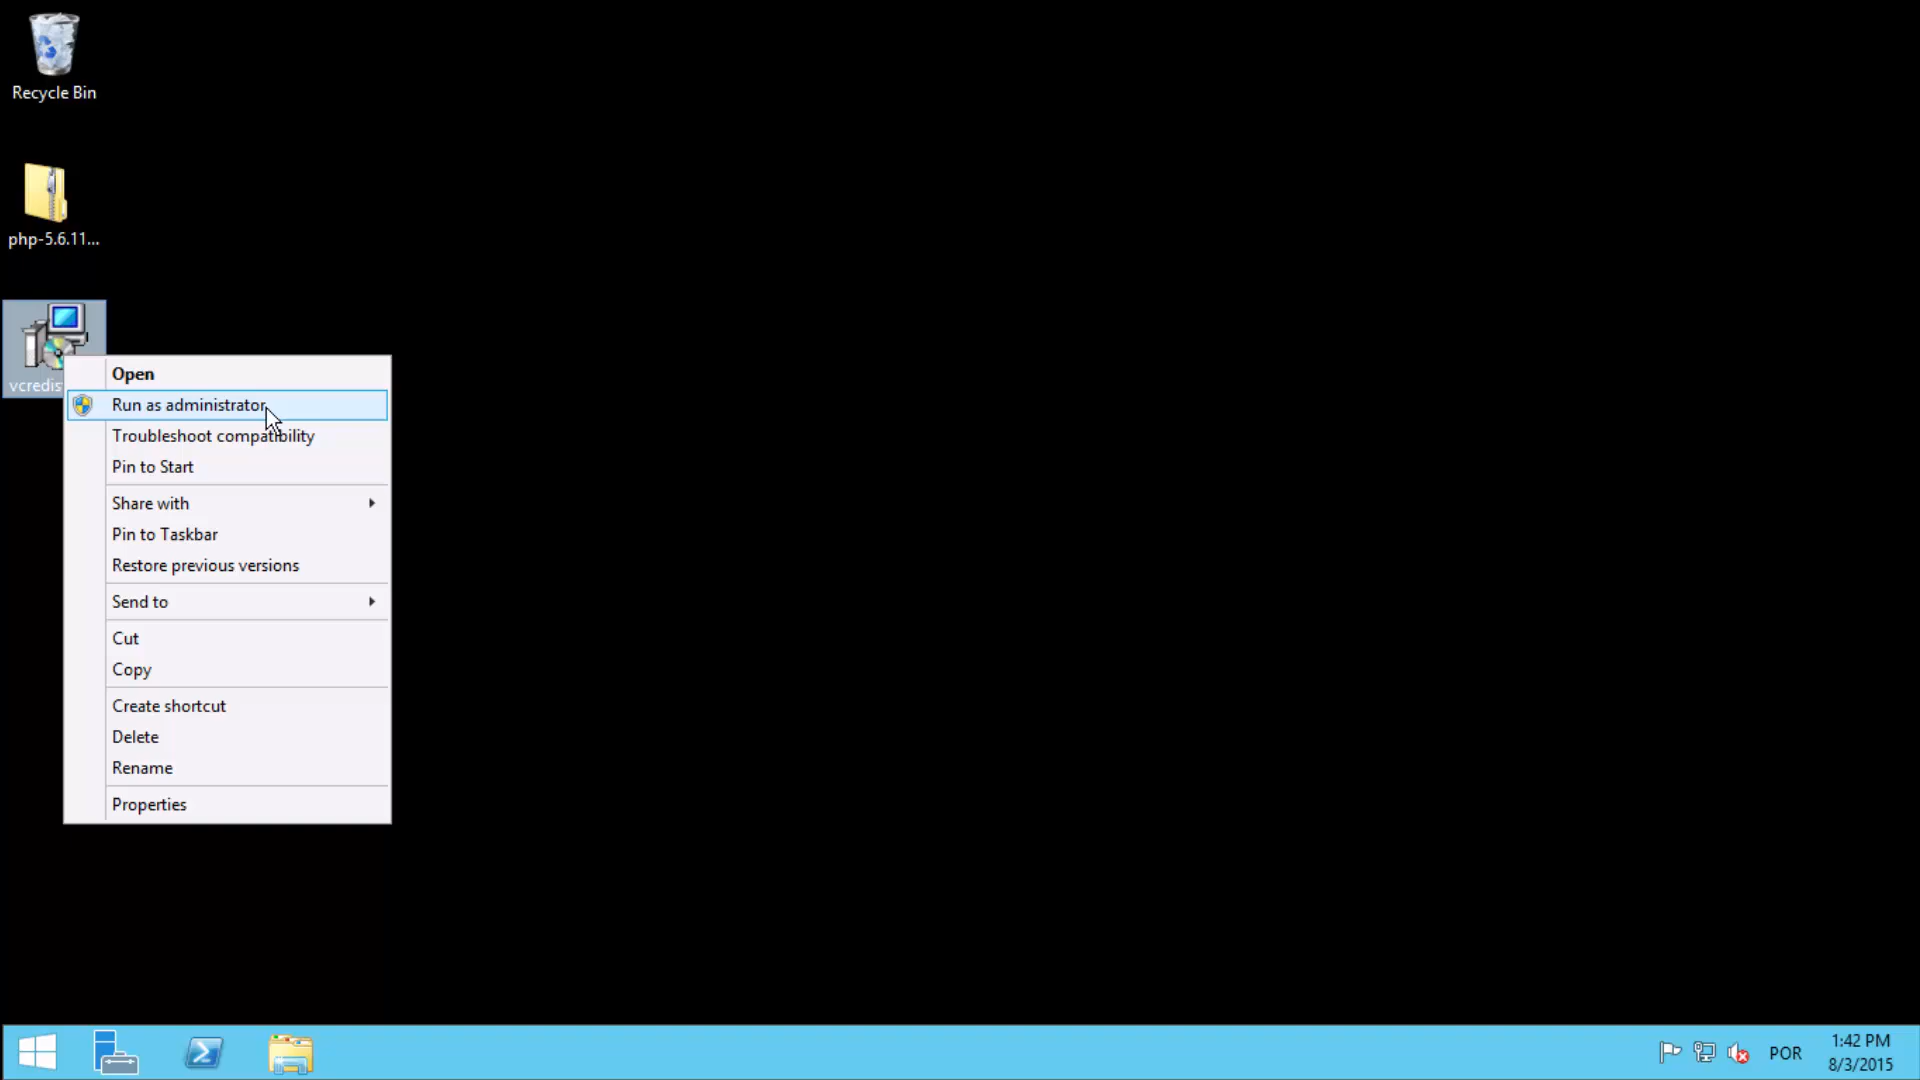 Recycle Bin
php-5.6.11...
vcredis
Open
Run as administrator
Troubleshoot compatibility
Pin to Start
Share with
Pin to Taskbar
Restore previous versions
Send to
Cut
Copy
Create shortcut
Delete
Rename
Properties
POR
1:42 PM
8/3/2015